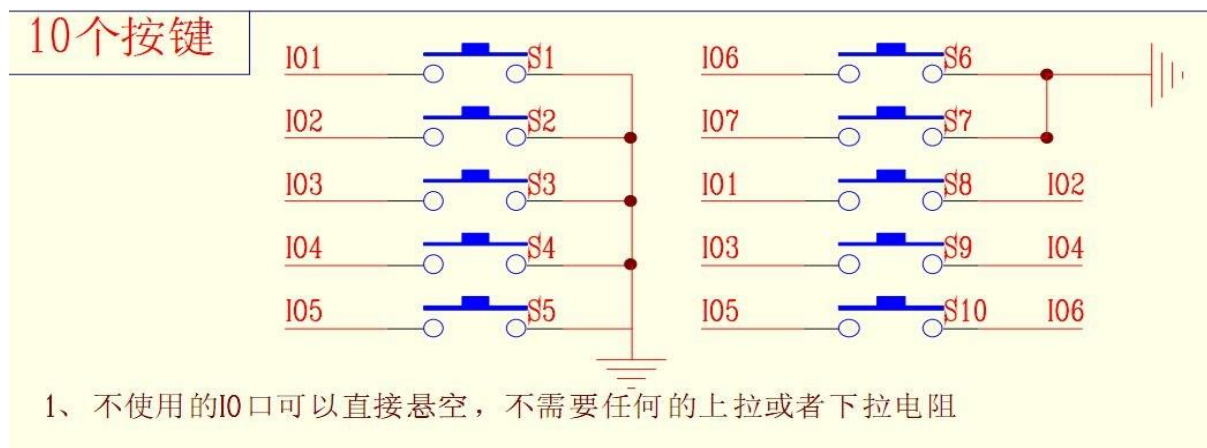 10个按键
IO1 S1 IO6 S6
IO2 S2 IO7 S7
IO3 S3 IO1 S8 IO2
IO4 S4 IO3 S9 IO4
IO5 S5 IO5 S10 IO6
1、不使用的IO口可以直接悬空，不需要任何的上拉或者下拉电阻